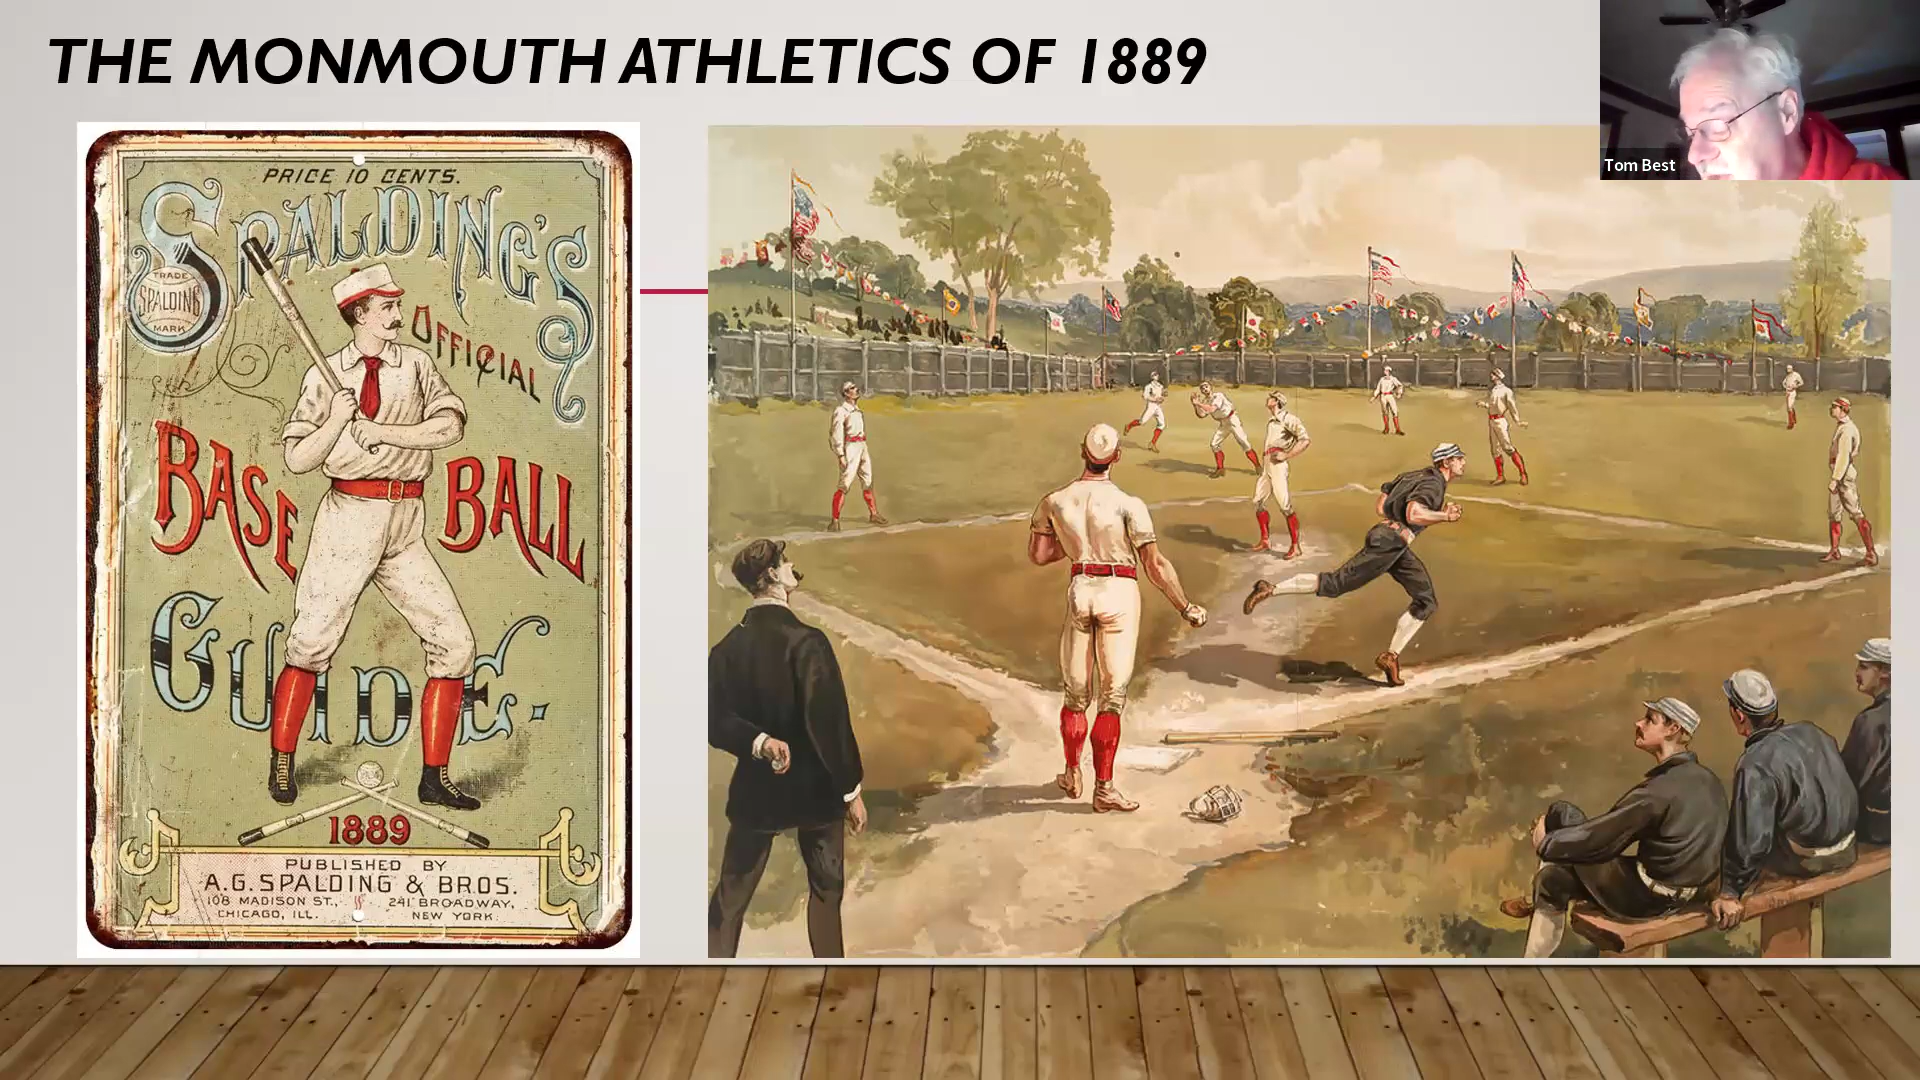 THE MONMOUTH ATHLETICS OF 1889
Tom Best
PRICE 10 CENTS.
SPALDING'S
TRADE
SPALDING
MARK
OFFICIAL
BASE BALL
GUIDE.
1889
PUBLISHED BY
A.G. SPALDING & BROS.
108 MADISON ST., 241 BROADWAY,
CHICAGO, ILL. NEW YORK.